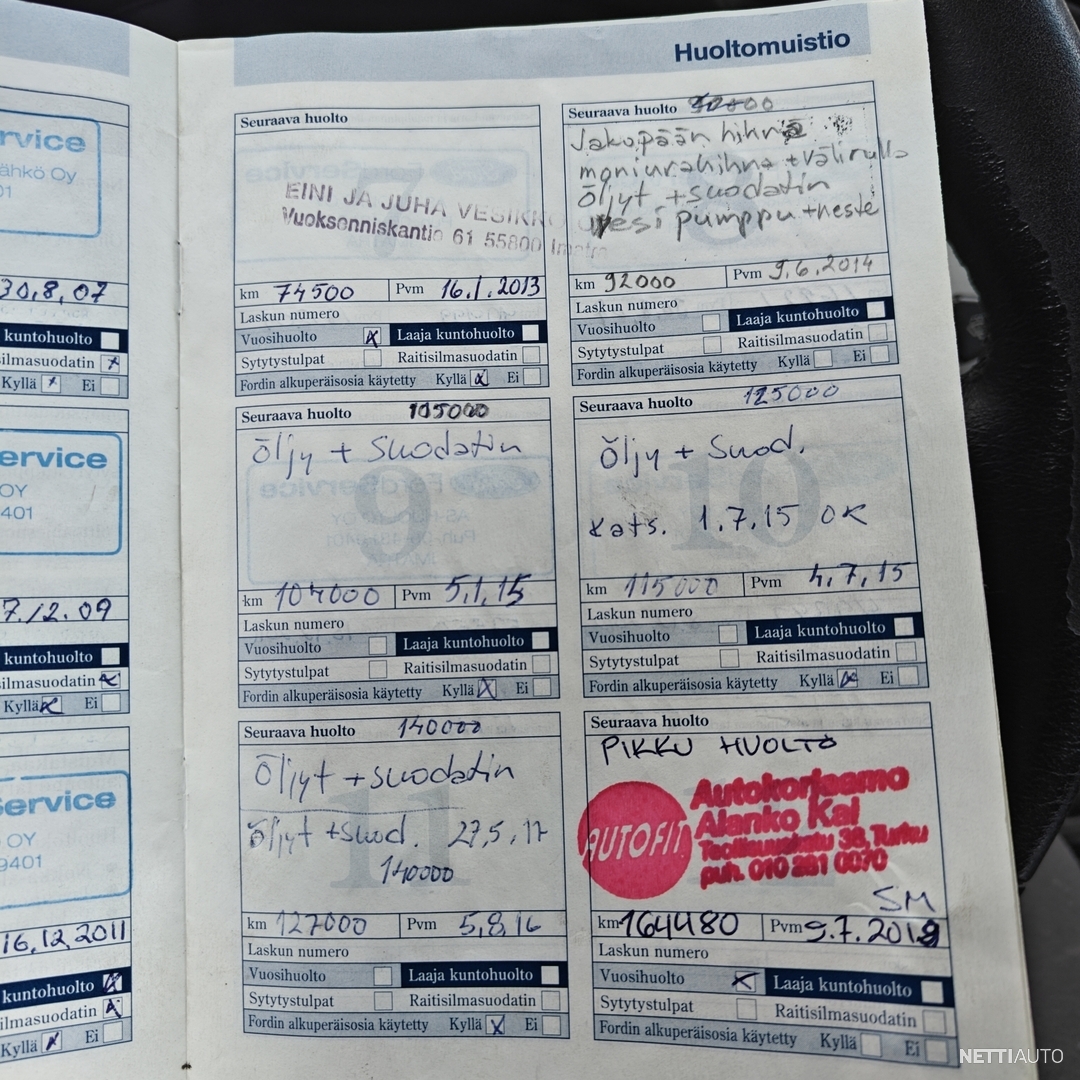 Huoltomuistio
rvice
ähkö Oy
01
30,8,07
kuntohuolto
silmasuodatin x
Kyllä x Ei
ervice
OY
401
7.12.09
kuntohuolto
silmasuodatin x
Kyllä x Ei
Service
OY
9401
16,12,2011
kuntohuolto x
ilmasuodatin x
Kyllä x Ei
Seuraava huolto
EINI JA JUHA VESIKK
Vuoksenniskantie 61 55800 Imatra
km 74500 Pvm 16.1.2013
Laskun numero
Vuosihuolto x Laaja kuntohuolto
Sytytystulpat Raitisilmasuodatin
Fordin alkuperäisosia käytetty Kyllä x Ei
Seuraava huolto
Jakopään hihna
moniurahihna + välirulla
öljyt + suodatin
vesi pumppu + neste
km 92000 Pvm 9.6.2014
Laskun numero
Vuosihuolto Laaja kuntohuolto
Sytytystulpat Raitisilmasuodatin
Fordin alkuperäisosia käytetty Kyllä Ei
Seuraava huolto 105000
öljy + Suodatin
km 104000 Pvm 5,1,15
Laskun numero
Vuosihuolto Laaja kuntohuolto
Sytytystulpat Raitisilmasuodatin
Fordin alkuperäisosia käytetty Kyllä x Ei
Seuraava huolto 125000
öljy + Suod.
Kats. 1.7.15 OK
km 115000 Pvm 4,7,15
Laskun numero
Vuosihuolto Laaja kuntohuolto
Sytytystulpat Raitisilmasuodatin
Fordin alkuperäisosia käytetty Kyllä x Ei
Seuraava huolto 140000
Öljyt + suodatin
öljyt + Suod. 27,5,17
140000
km 127000 Pvm 5,8,16
Laskun numero
Vuosihuolto Laaja kuntohuolto
Sytytystulpat Raitisilmasuodatin
Fordin alkuperäisosia käytetty Kyllä x Ei
Seuraava huolto
PIKKU HUOLTO
AUTOFIT
Autokorjaamo
Alanko Kai
Teollisuuskatu 38, Turku
puh. 010 281 0070
SM
km 164480 Pvm 9.7.2019
Laskun numero
Vuosihuolto x Laaja kuntohuolto
Sytytystulpat Raitisilmasuodatin
Fordin alkuperäisosia käytetty Kyllä Ei
NETTIAUTO